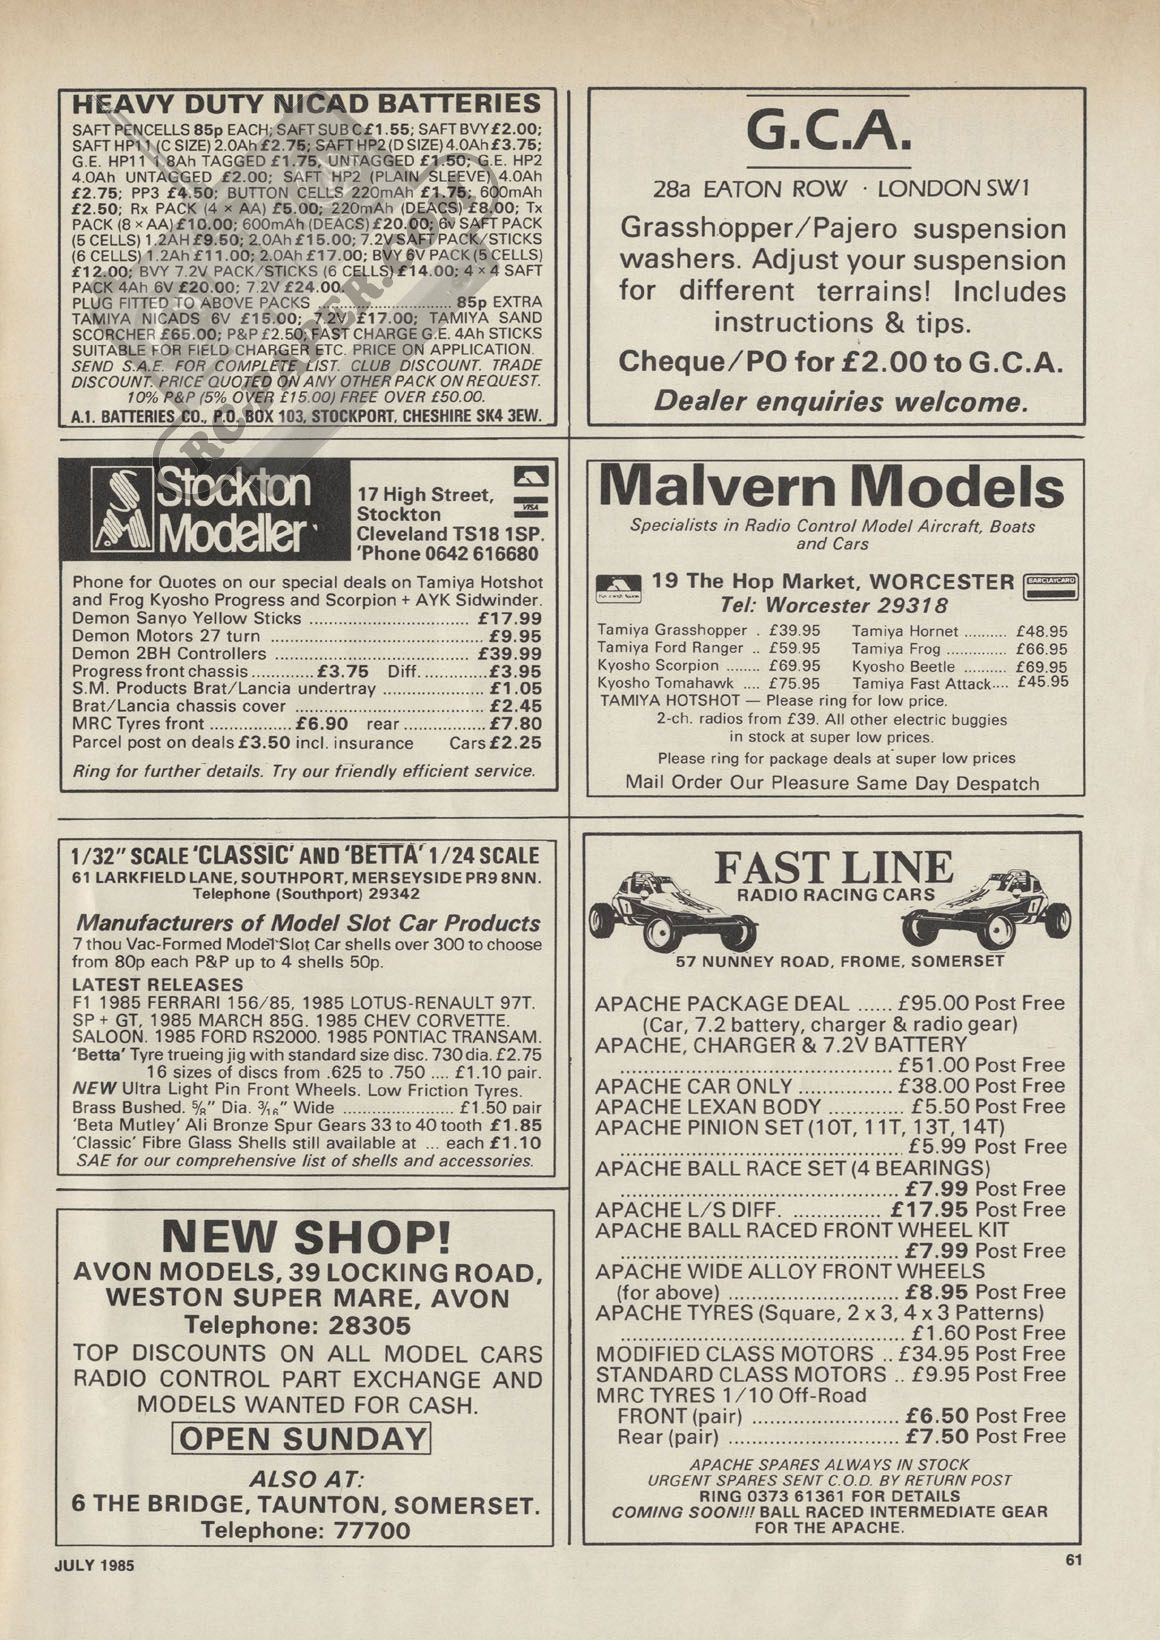 HEAVY DUTY NICAD BATTERIES
SAFT PENCELLS 85p EACH; SAFT SUB C £1.55; SAFT BVY £2.00;
SAFT HP11 (C SIZE) 2.0Ah £2.75; SAFT HP2 (D SIZE) 4.0Ah £3.75;
G.E. HP11 1.8Ah TAGGED £1.75, UNTAGGED £1.50; G.E. HP2
4.0Ah UNTAGGED £2.00; SAFT HP2 (PLAIN SLEEVE) 4.0Ah
£2.75; PP3 £4.50; BUTTON CELLS 220mAh £1.75; 600mAh
£2.50; Rx PACK (4 × AA) £5.00; 220mAh (DEACS) £8.00; Tx
PACK (8 × AA) £10.00; 600mAh (DEACS) £20.00; 6v SAFT PACK
(5 CELLS) 1.2AH £9.50; 2.0Ah £15.00; 7.2V SAFT PACK/STICKS
(6 CELLS) 1.2Ah £11.00; 2.0Ah £17.00; BVY 6V PACK (5 CELLS)
£12.00; BVY 7.2V PACK/STICKS (6 CELLS) £14.00; 4 × 4 SAFT
PACK 4Ah 6V £20.00; 7.2V £24.00.
PLUG FITTED TO ABOVE PACKS ........................ 85p EXTRA
TAMIYA NICADS 6V £15.00; 7.2V £17.00; TAMIYA SAND
SCORCHER £65.00; P&P £2.50; FAST CHARGE G.E. 4Ah STICKS
SUITABLE FOR FIELD CHARGER ETC. PRICE ON APPLICATION.
SEND S.A.E. FOR COMPLETE LIST. CLUB DISCOUNT. TRADE
DISCOUNT. PRICE QUOTED ON ANY OTHER PACK ON REQUEST.
10% P&P (5% OVER £15.00) FREE OVER £50.00.
A.1. BATTERIES CO., P.O. BOX 103, STOCKPORT, CHESHIRE SK4 3EW.
RC-PAPER.COM
G.C.A.
28a EATON ROW · LONDON SW1
Grasshopper/Pajero suspension
washers. Adjust your suspension
for different terrains! Includes
instructions & tips.
Cheque/PO for £2.00 to G.C.A.
Dealer enquiries welcome.
Stockton
Modeller
17 High Street,
Stockton
Cleveland TS18 1SP.
'Phone 0642 616680
VISA
Phone for Quotes on our special deals on Tamiya Hotshot
and Frog Kyosho Progress and Scorpion + AYK Sidwinder.
Demon Sanyo Yellow Sticks ............................ £17.99
Demon Motors 27 turn .................................... £9.95
Demon 2BH Controllers ................................... £39.99
Progress front chassis ............ £3.75 Diff. ........... £3.95
S.M. Products Brat/Lancia undertray .................. £1.05
Brat/Lancia chassis cover ................................ £2.45
MRC Tyres front ............ £6.90 rear .............. £7.80
Parcel post on deals £3.50 incl. insurance Cars £2.25
Ring for further details. Try our friendly efficient service.
Malvern Models
Specialists in Radio Control Model Aircraft, Boats
and Cars
19 The Hop Market, WORCESTER
BARCLAYCARD
Tel: Worcester 29318
Tamiya Grasshopper . £39.95 Tamiya Hornet .......... £48.95
Tamiya Ford Ranger .. £59.95 Tamiya Frog ............. £66.95
Kyosho Scorpion ........ £69.95 Kyosho Beetle .......... £69.95
Kyosho Tomahawk .... £75.95 Tamiya Fast Attack.... £45.95
TAMIYA HOTSHOT — Please ring for low price.
2-ch. radios from £39. All other electric buggies
in stock at super low prices.
Please ring for package deals at super low prices
Mail Order Our Pleasure Same Day Despatch
1/32" SCALE 'CLASSIC' AND 'BETTA' 1/24 SCALE
61 LARKFIELD LANE, SOUTHPORT, MERSEYSIDE PR9 8NN.
Telephone (Southport) 29342
Manufacturers of Model Slot Car Products
7 thou Vac-Formed Model Slot Car shells over 300 to choose
from 80p each P&P up to 4 shells 50p.
LATEST RELEASES
F1 1985 FERRARI 156/85, 1985 LOTUS-RENAULT 97T.
SP + GT, 1985 MARCH 85G. 1985 CHEV CORVETTE.
SALOON. 1985 FORD RS2000. 1985 PONTIAC TRANSAM.
'Betta' Tyre trueing jig with standard size disc. 730 dia. £2.75
16 sizes of discs from .625 to .750 .... £1.10 pair.
NEW Ultra Light Pin Front Wheels. Low Friction Tyres.
Brass Bushed. ⅝" Dia. 3/16" Wide .................... £1.50 pair
'Beta Mutley' Ali Bronze Spur Gears 33 to 40 tooth £1.85
'Classic' Fibre Glass Shells still available at ... each £1.10
SAE for our comprehensive list of shells and accessories.
NEW SHOP!
AVON MODELS, 39 LOCKING ROAD,
WESTON SUPER MARE, AVON
Telephone: 28305
TOP DISCOUNTS ON ALL MODEL CARS
RADIO CONTROL PART EXCHANGE AND
MODELS WANTED FOR CASH.
OPEN SUNDAY
ALSO AT:
6 THE BRIDGE, TAUNTON, SOMERSET.
Telephone: 77700
FAST LINE
RADIO RACING CARS
57 NUNNEY ROAD, FROME, SOMERSET
APACHE PACKAGE DEAL ...... £95.00 Post Free
(Car, 7.2 battery, charger & radio gear)
APACHE, CHARGER & 7.2V BATTERY
........................................ £51.00 Post Free
APACHE CAR ONLY .............. £38.00 Post Free
APACHE LEXAN BODY ............ £5.50 Post Free
APACHE PINION SET (10T, 11T, 13T, 14T)
.......................................... £5.99 Post Free
APACHE BALL RACE SET (4 BEARINGS)
.......................................... £7.99 Post Free
APACHE L/S DIFF. ............... £17.95 Post Free
APACHE BALL RACED FRONT WHEEL KIT
.......................................... £7.99 Post Free
APACHE WIDE ALLOY FRONT WHEELS
(for above) .......................... £8.95 Post Free
APACHE TYRES (Square, 2 x 3, 4 x 3 Patterns)
.......................................... £1.60 Post Free
MODIFIED CLASS MOTORS .. £34.95 Post Free
STANDARD CLASS MOTORS .. £9.95 Post Free
MRC TYRES 1/10 Off-Road
FRONT (pair) ....................... £6.50 Post Free
Rear (pair) .......................... £7.50 Post Free
APACHE SPARES ALWAYS IN STOCK
URGENT SPARES SENT C.O.D. BY RETURN POST
RING 0373 61361 FOR DETAILS
COMING SOON!!! BALL RACED INTERMEDIATE GEAR
FOR THE APACHE.
JULY 1985
61